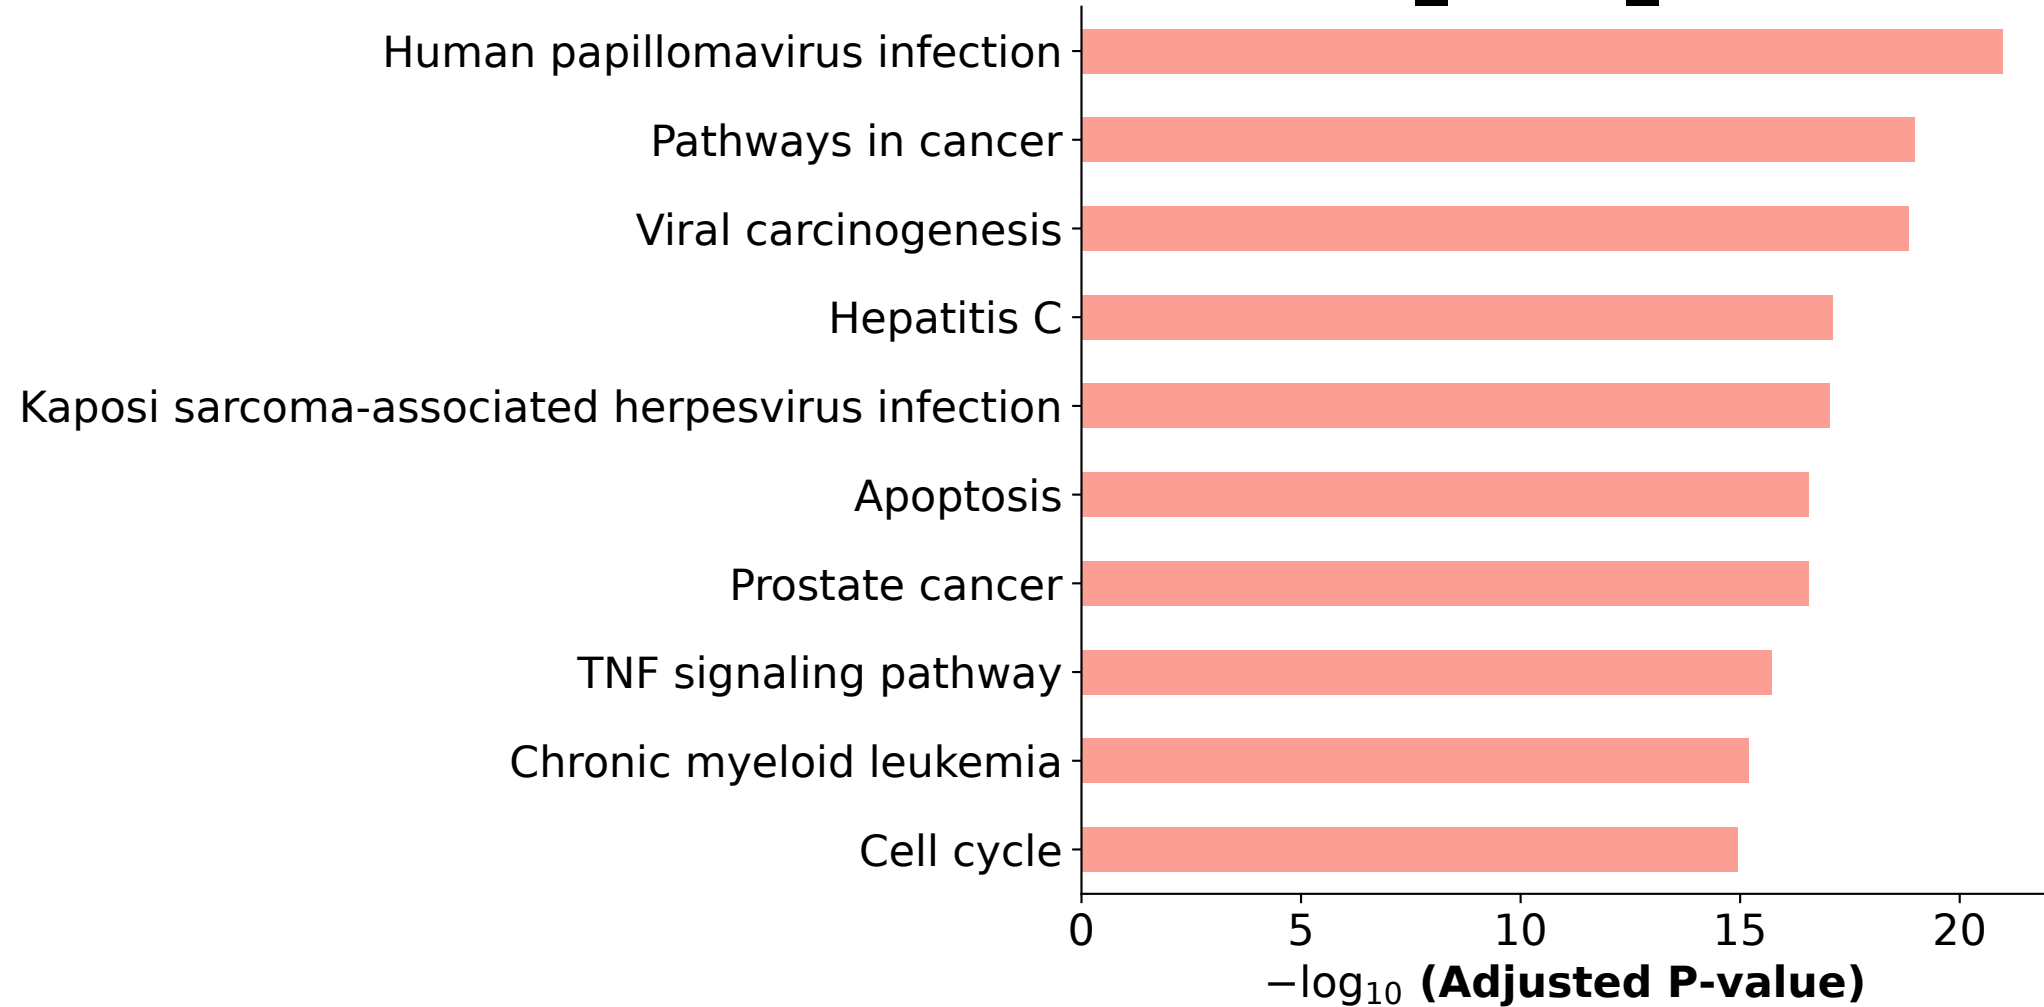 Human papillomavirus infection
Pathways in cancer
Viral carcinogenesis
Hepatitis C
Kaposi sarcoma-associated herpesvirus infection
Apoptosis
Prostate cancer
TNF signaling pathway
Chronic myeloid leukemia
Cell cycle
0 5 10 15 20
−log₁₀ (Adjusted P-value)